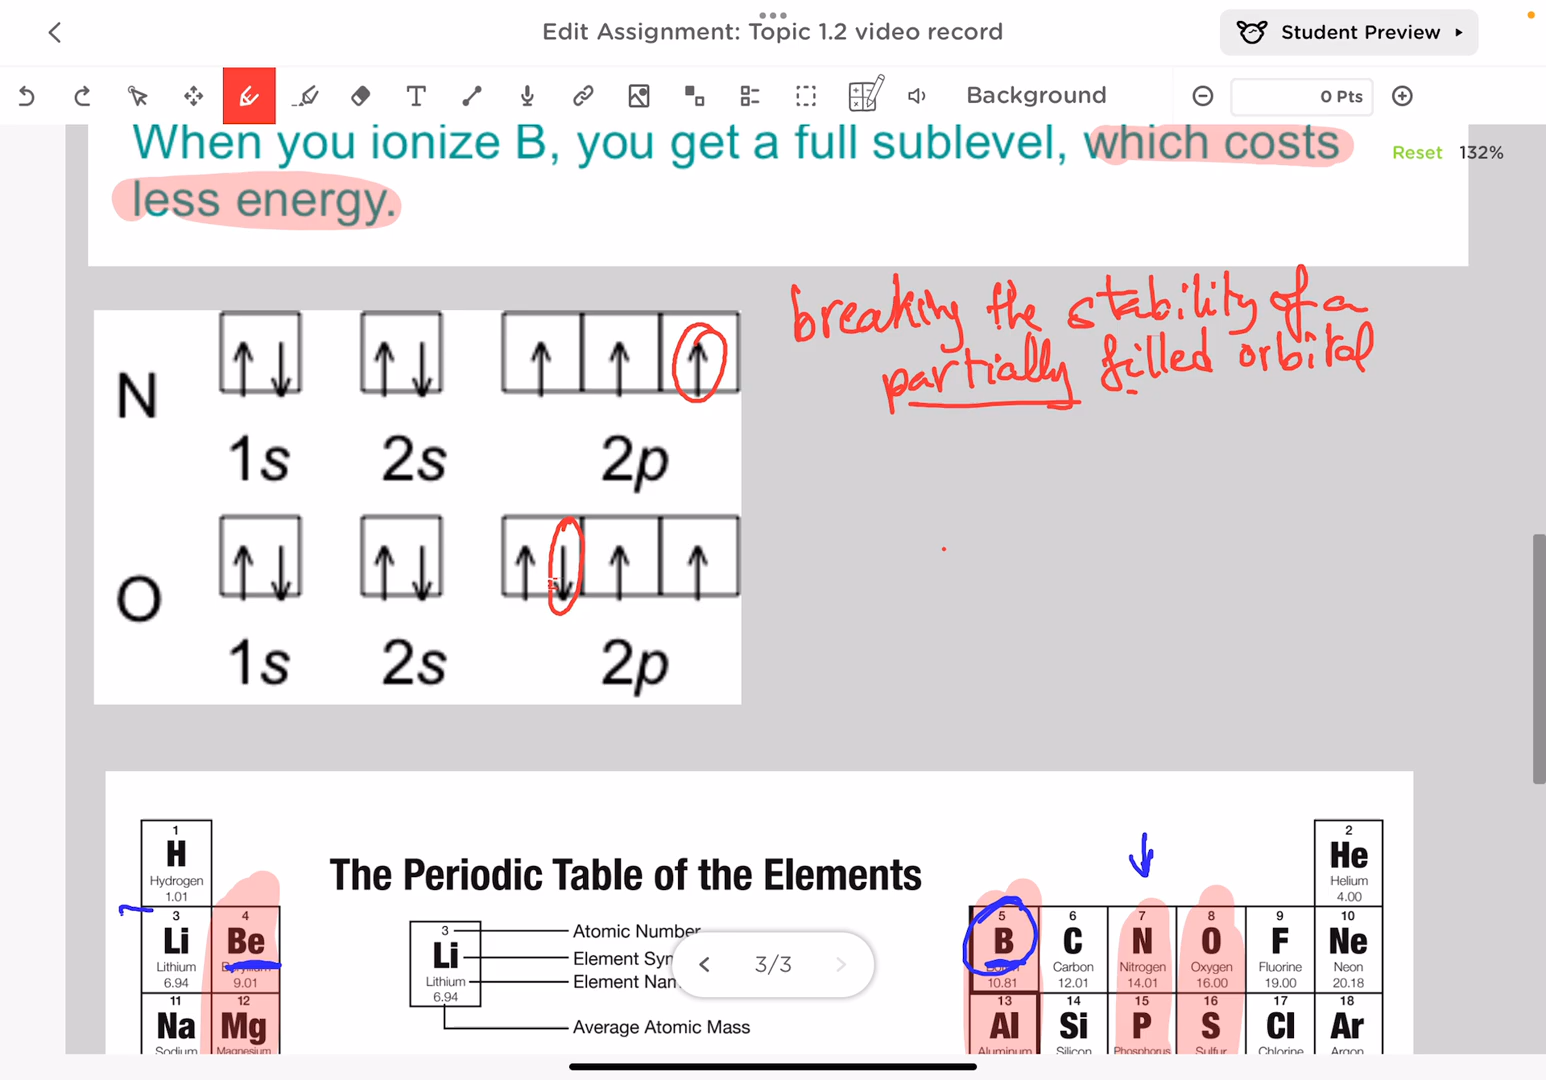 Edit Assignment: Topic 1.2 video record
Student Preview
T
Background
0 Pts
When you ionize B, you get a full sublevel, which costs
less energy.
Reset 132%
breaking the stability of a
partially filled orbital
N
1s 2s 2p
O
1s 2s 2p
The Periodic Table of the Elements
1
H
Hydrogen
1.01
2
He
Helium
4.00
3
Li
Lithium
6.94
4
Be
9.01
3
Li
Lithium
6.94
Atomic Number
Element Sy
Element Na
Average Atomic Mass
3/3
5
B
10.81
6
C
Carbon
12.01
7
N
Nitrogen
14.01
8
O
Oxygen
16.00
9
F
Fluorine
19.00
10
Ne
Neon
20.18
11
Na
Sodium
12
Mg
Magnesium
13
Al
Aluminum
14
Si
Silicon
15
P
Phosphorus
16
S
Sulfur
17
Cl
Chlorine
18
Ar
Argon